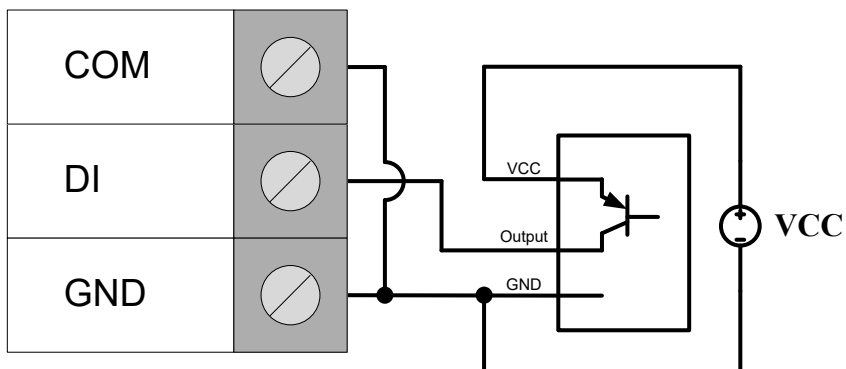 COM
DI
GND
VCC
Output
GND
VCC